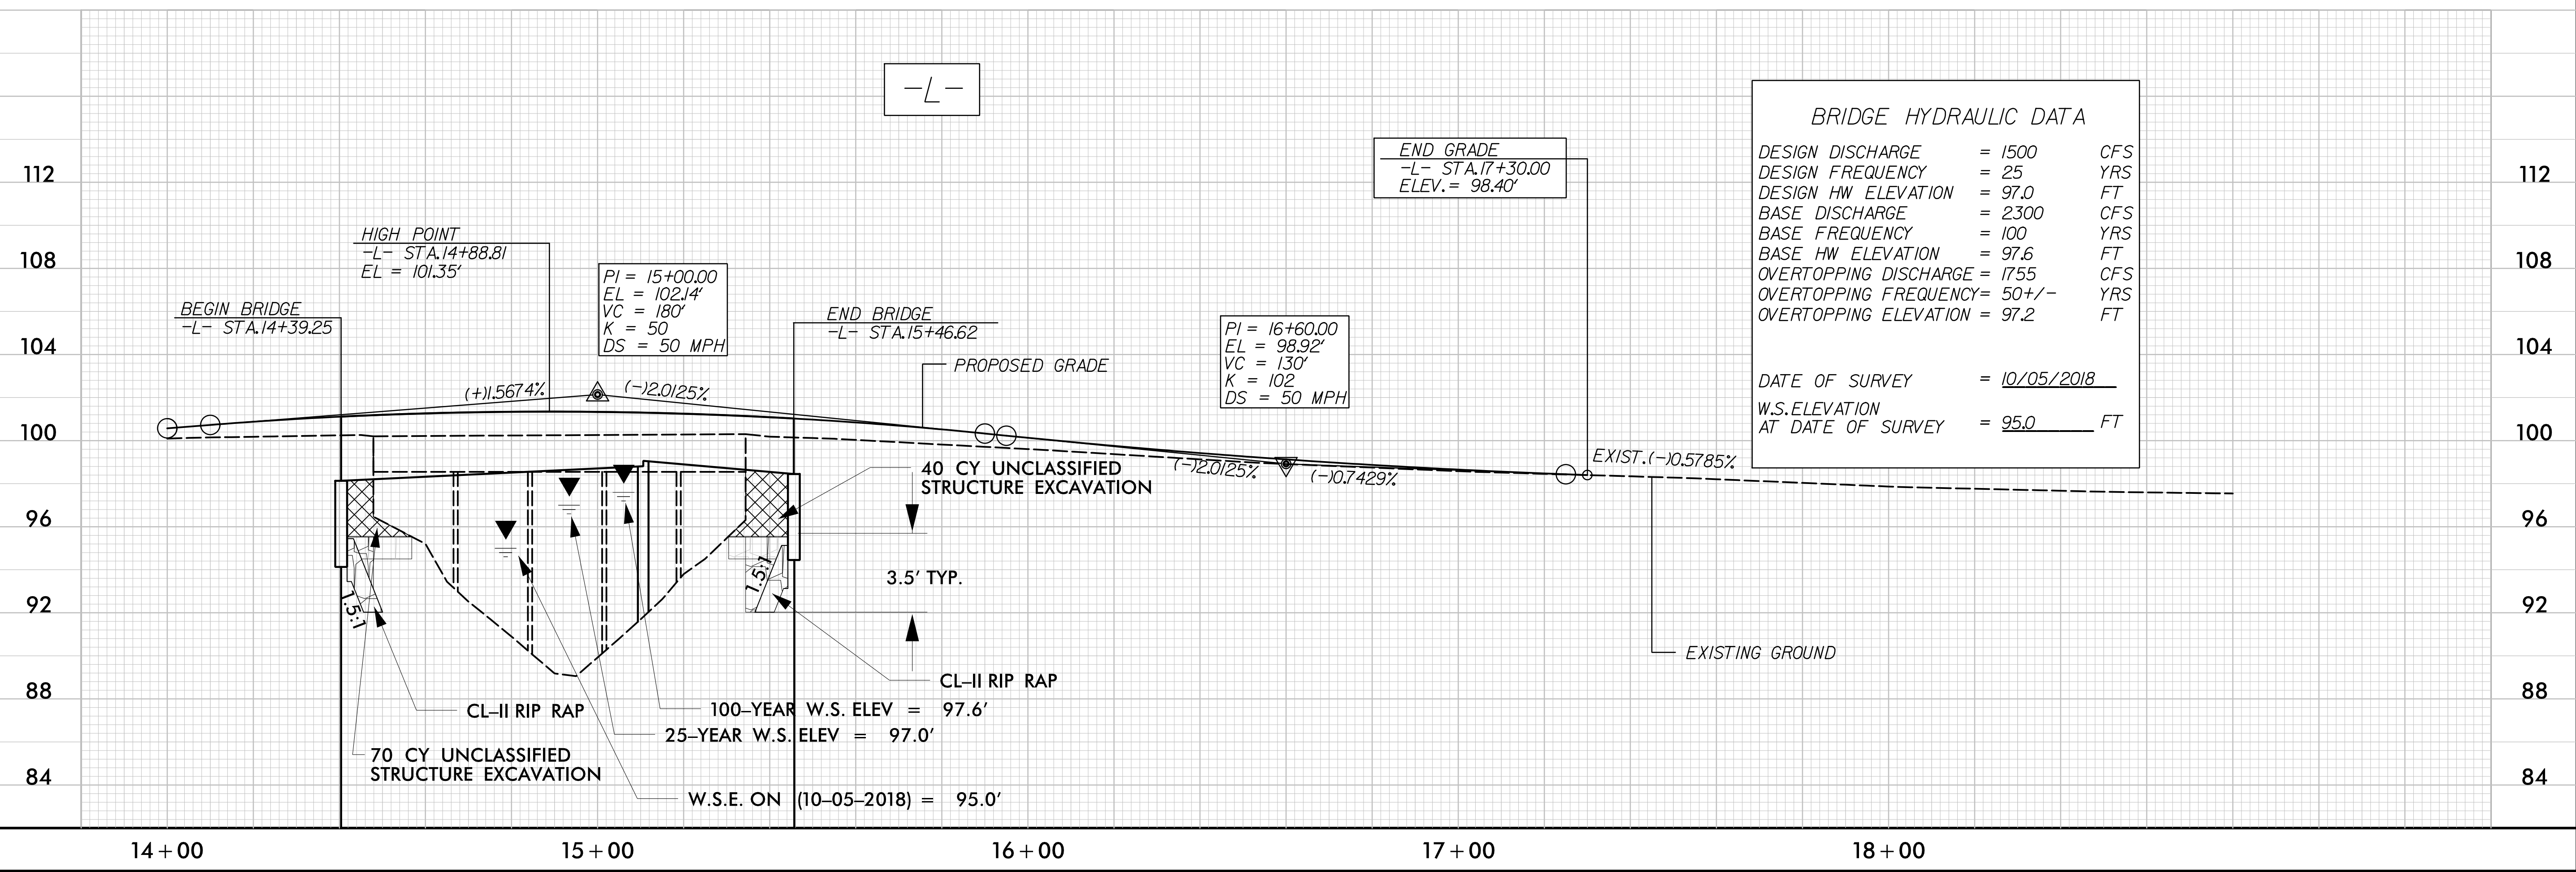 -L-
BRIDGE HYDRAULIC DATA
DESIGN DISCHARGE = 1500 CFS
DESIGN FREQUENCY = 25 YRS
DESIGN HW ELEVATION = 97.0 FT
BASE DISCHARGE = 2300 CFS
BASE FREQUENCY = 100 YRS
BASE HW ELEVATION = 97.6 FT
OVERTOPPING DISCHARGE = 1755 CFS
OVERTOPPING FREQUENCY= 50+/- YRS
OVERTOPPING ELEVATION = 97.2 FT
DATE OF SURVEY = 10/05/2018
W.S.ELEVATION
AT DATE OF SURVEY = 95.0 FT
END GRADE
-L- STA.17+30.00
ELEV.= 98.40'
HIGH POINT
-L- STA.14+88.81
EL = 101.35'
PI = 15+00.00
EL = 102.14'
VC = 180'
K = 50
DS = 50 MPH
BEGIN BRIDGE
-L- STA.14+39.25
END BRIDGE
-L- STA.15+46.62
PI = 16+60.00
EL = 98.92'
VC = 130'
K = 102
DS = 50 MPH
PROPOSED GRADE
(+)1.5674%
(-)2.0125%
(-)2.0125%
(-)0.7429%
EXIST.(-)0.5785%
40 CY UNCLASSIFIED
STRUCTURE EXCAVATION
1.5:1
1.5:1
3.5' TYP.
EXISTING GROUND
CL-II RIP RAP
CL-II RIP RAP
100-YEAR W.S. ELEV = 97.6'
25-YEAR W.S. ELEV = 97.0'
70 CY UNCLASSIFIED
STRUCTURE EXCAVATION
W.S.E. ON (10-05-2018) = 95.0'
112
108
104
100
96
92
88
84
112
108
104
100
96
92
88
84
14+00
15+00
16+00
17+00
18+00